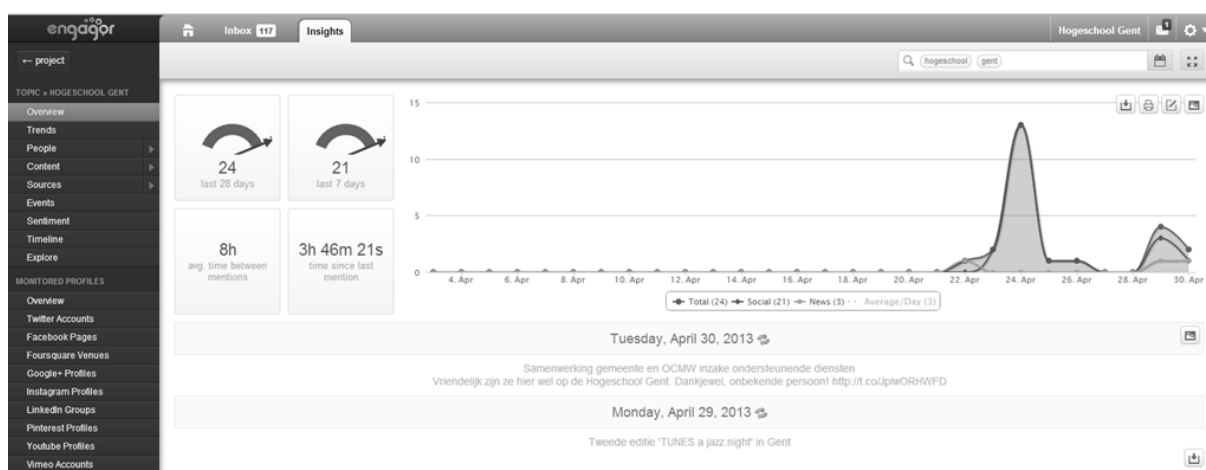 engagor
Inbox 117
Insights
Hogeschool Gent
1
← project
hogeschool gent
TOPIC » HOGESCHOOL GENT
Overview
Trends
People
Content
Sources
Events
Sentiment
Timeline
Explore
MONITORED PROFILES
Overview
Twitter Accounts
Facebook Pages
Foursquare Venues
Google+ Profiles
Instagram Profiles
LinkedIn Groups
Pinterest Profiles
Youtube Profiles
Vimeo Accounts
24
last 28 days
21
last 7 days
8h
avg. time between
mentions
3h 46m 21s
time since last
mention
15
10
5
0
4. Apr 6. Apr 8. Apr 10. Apr 12. Apr 14. Apr 16. Apr 18. Apr 20. Apr 22. Apr 24. Apr 26. Apr 28. Apr 30. Apr
Total (24) Social (21) News (3) Average/Day (3)
Tuesday, April 30, 2013
Samenwerking gemeente en OCMW inzake ondersteunende diensten
Vriendelijk zijn ze hier wel op de Hogeschool Gent. Dankjewel, onbekende persoon! http://t.co/JplwORHWFD
Monday, April 29, 2013
Tweede editie 'TUNES a jazz night' in Gent